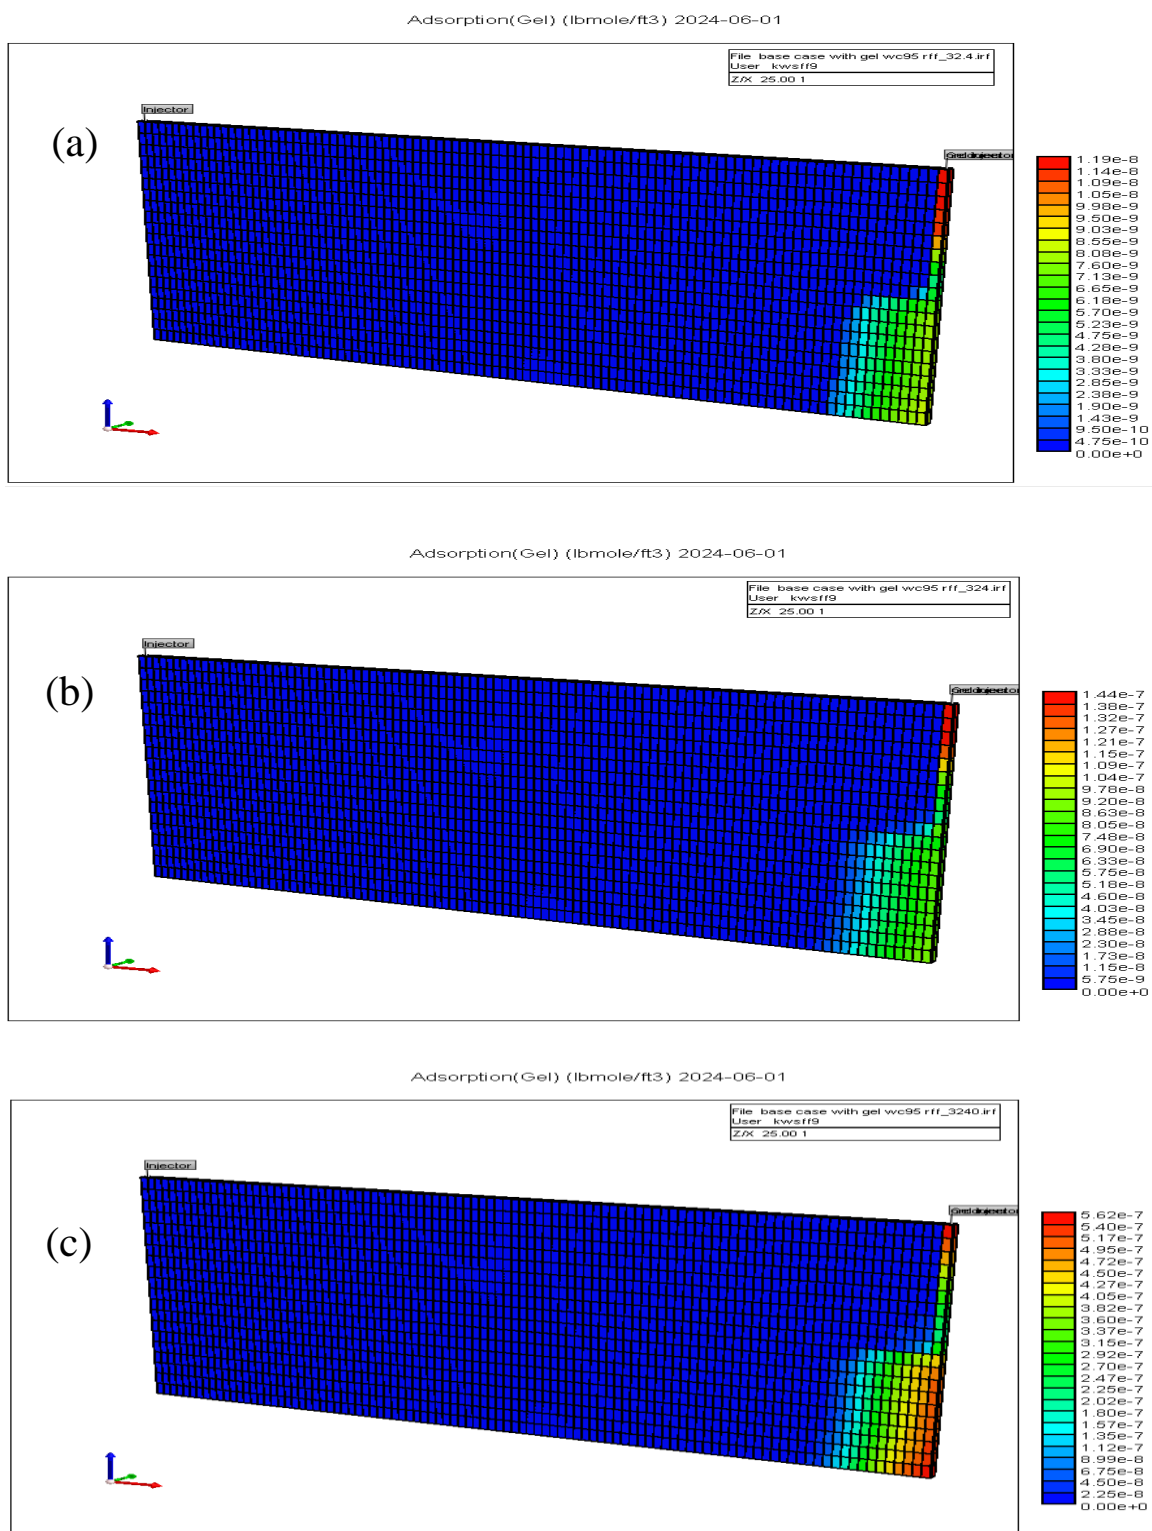 Adsorption(Gel) (lbmole/ft3) 2024-06-01
File base case with gel wc95 rff_32.4.irf
User kwsff9
Z/X 25.00:1
Injector
(a)
1.19e-8
1.14e-8
1.09e-8
1.05e-8
9.98e-9
9.50e-9
9.03e-9
8.55e-9
8.08e-9
7.60e-9
7.13e-9
6.65e-9
6.18e-9
5.70e-9
5.23e-9
4.75e-9
4.28e-9
3.80e-9
3.33e-9
2.85e-9
2.38e-9
1.90e-9
1.43e-9
9.50e-10
4.75e-10
0.00e+0
Adsorption(Gel) (lbmole/ft3) 2024-06-01
File base case with gel wc95 rff_324.irf
User kwsff9
Z/X 25.00:1
Injector
(b)
1.44e-7
1.38e-7
1.32e-7
1.27e-7
1.21e-7
1.15e-7
1.09e-7
1.04e-7
9.78e-8
9.20e-8
8.63e-8
8.05e-8
7.48e-8
6.90e-8
6.33e-8
5.75e-8
5.18e-8
4.60e-8
4.03e-8
3.45e-8
2.88e-8
2.30e-8
1.73e-8
1.15e-8
5.75e-9
0.00e+0
Adsorption(Gel) (lbmole/ft3) 2024-06-01
File base case with gel wc95 rff_3240.irf
User kwsff9
Z/X 25.00:1
Injector
(c)
5.62e-7
5.40e-7
5.17e-7
4.95e-7
4.72e-7
4.50e-7
4.27e-7
4.05e-7
3.82e-7
3.60e-7
3.37e-7
3.15e-7
2.92e-7
2.70e-7
2.47e-7
2.25e-7
2.02e-7
1.80e-7
1.57e-7
1.35e-7
1.12e-7
8.99e-8
6.75e-8
4.50e-8
2.25e-8
0.00e+0